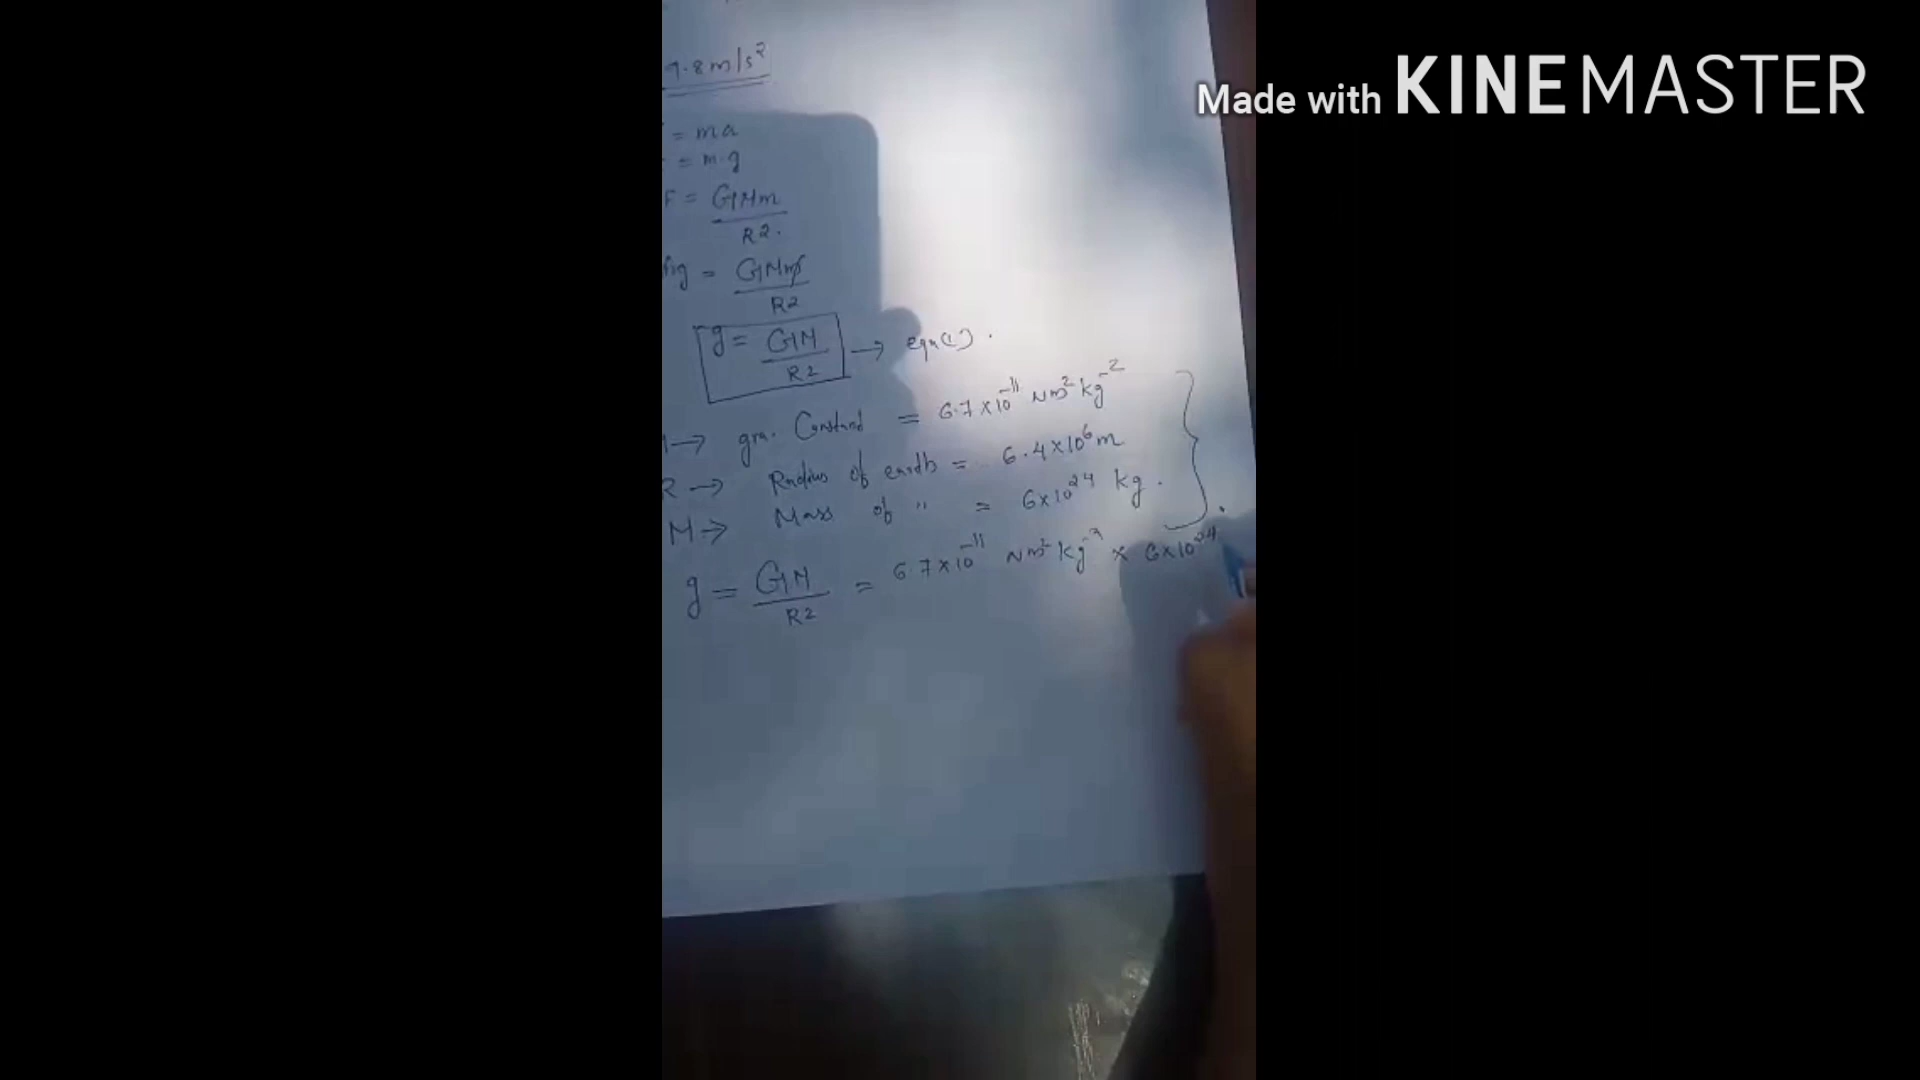 9.8 m/s²
= ma
= m.g
F = GMm
R2.
mg = GMm
R2
g = GM → eqn(1).
R2
→ gra. Constand = 6.7×10⁻¹¹ Nm² kg⁻²
R → Radius of earth = 6.4×10⁶ m
M → Mass of " = 6×10²⁴ kg.
g = GM = 6.7×10⁻¹¹ Nm² kg⁻² × 6×10²⁴
R2
Made with KINEMASTER